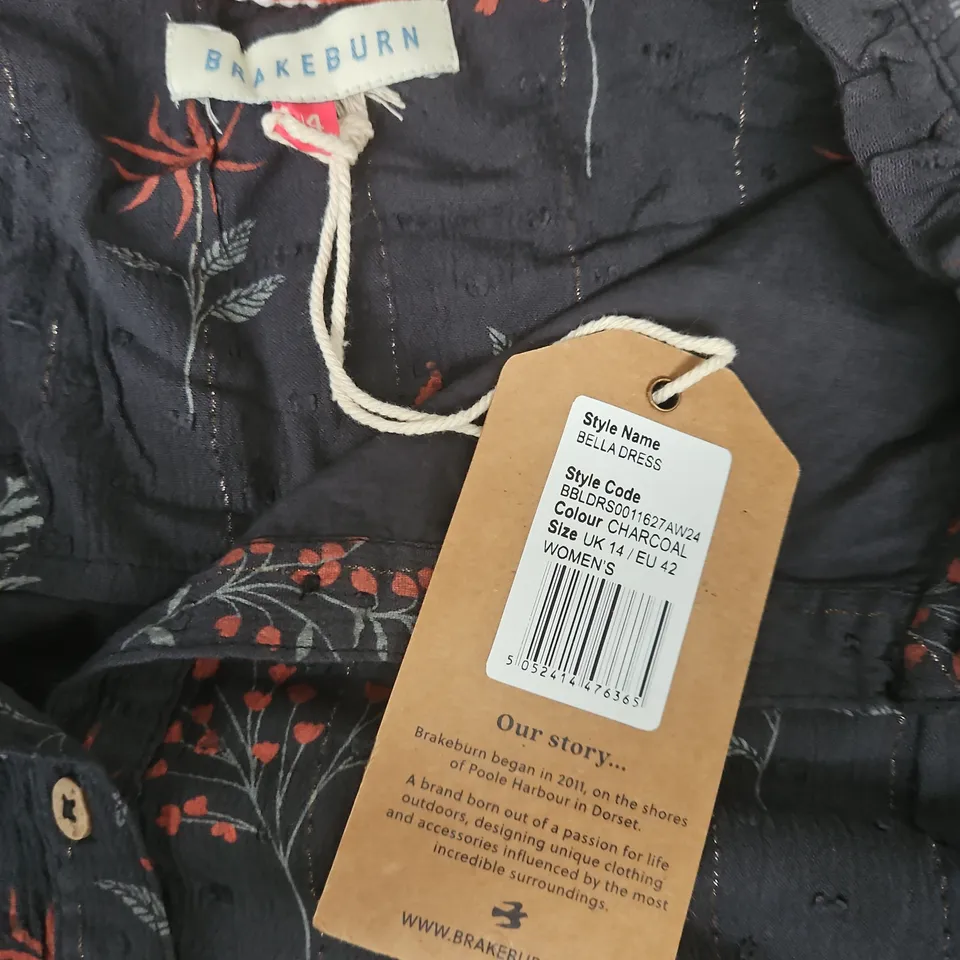 BRAKEBURN
14
Style Name
BELLA DRESS
Style Code
BBLDRS0011627AW24
Colour CHARCOAL
Size UK 14 / EU 42
WOMEN'S
5 052414 476365
Our story...
Brakeburn began in 2011, on the shores
of Poole Harbour in Dorset.
A brand born out of a passion for life
outdoors, designing unique clothing
and accessories influenced by the most
incredible surroundings.
WWW.BRAKEBUR